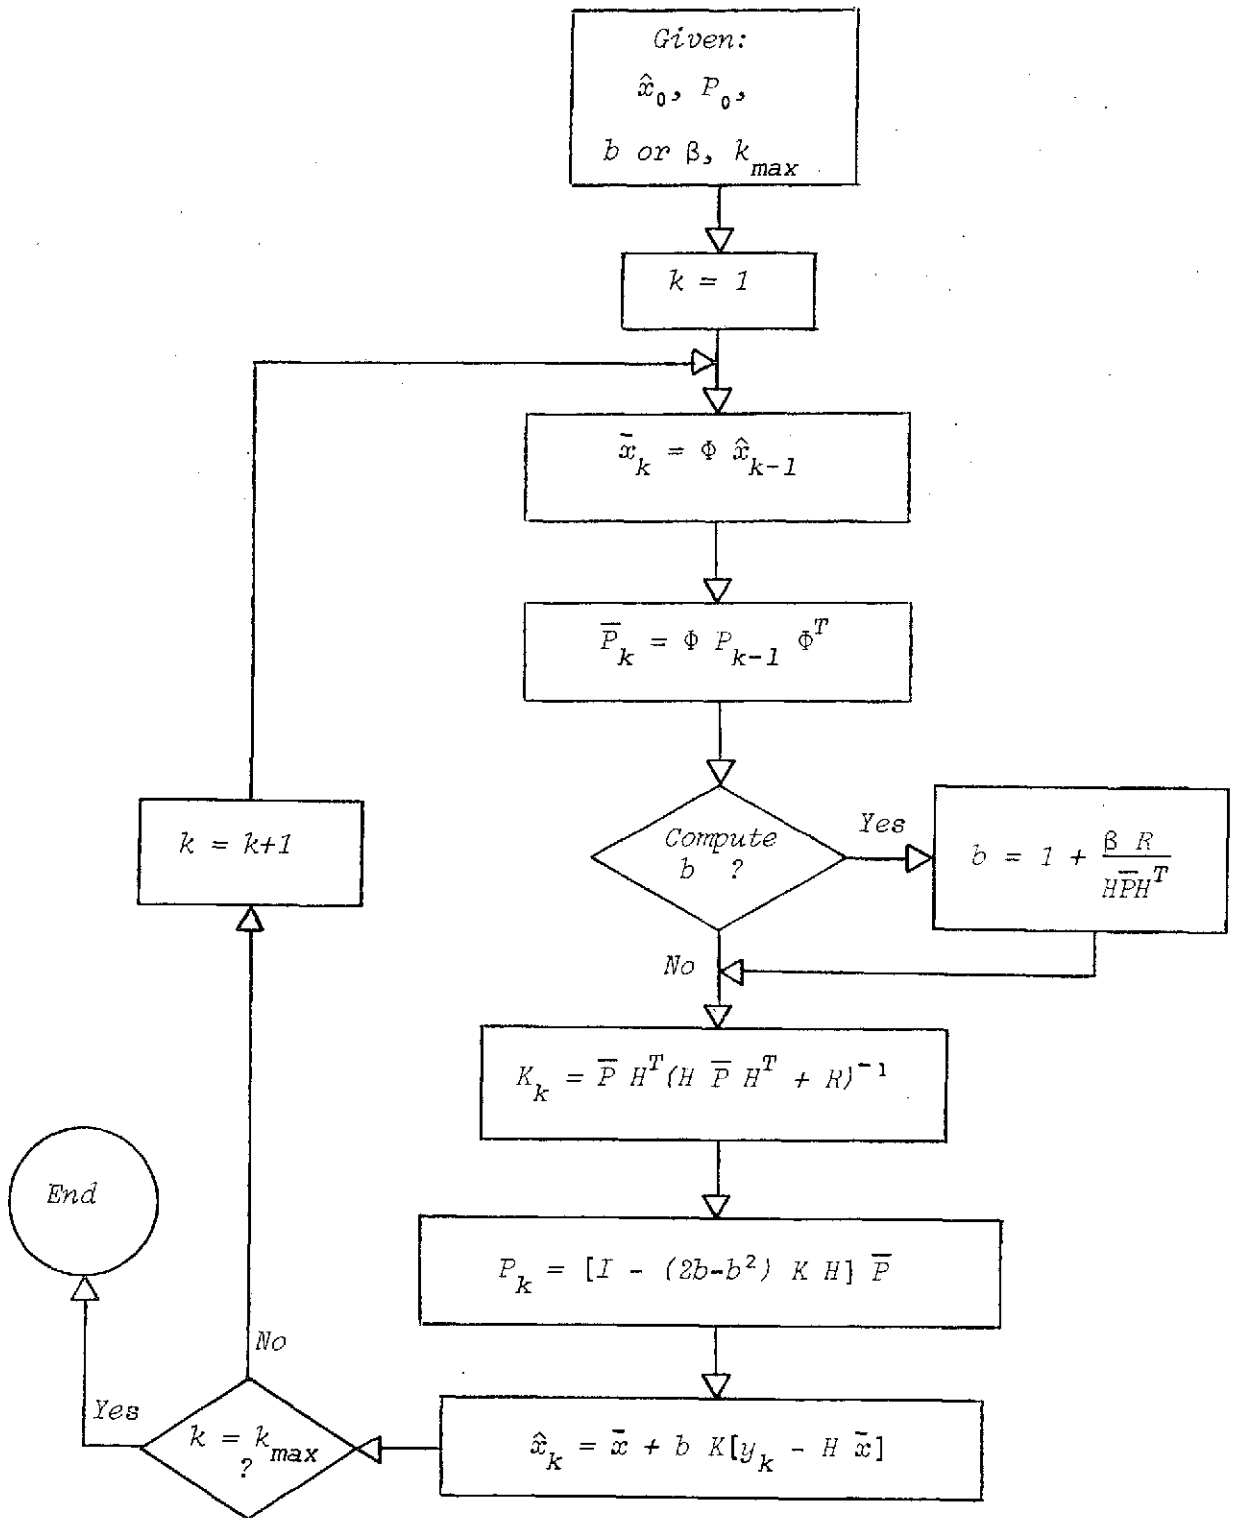 Given:
x̂₀, P₀,
b or β, k_max
k = 1
x̄_k = Φ x̂_{k-1}
P̄_k = Φ P_{k-1} Φ^T
Compute
b ?
Yes
b = 1 + β R / HP̄H^T
No
K_k = P̄ H^T(H P̄ H^T + R)^{-1}
P_k = [I - (2b-b²) K H] P̄
x̂_k = x̄ + b K[y_k - H x̄]
k = k_max
?
Yes
End
No
k = k+1